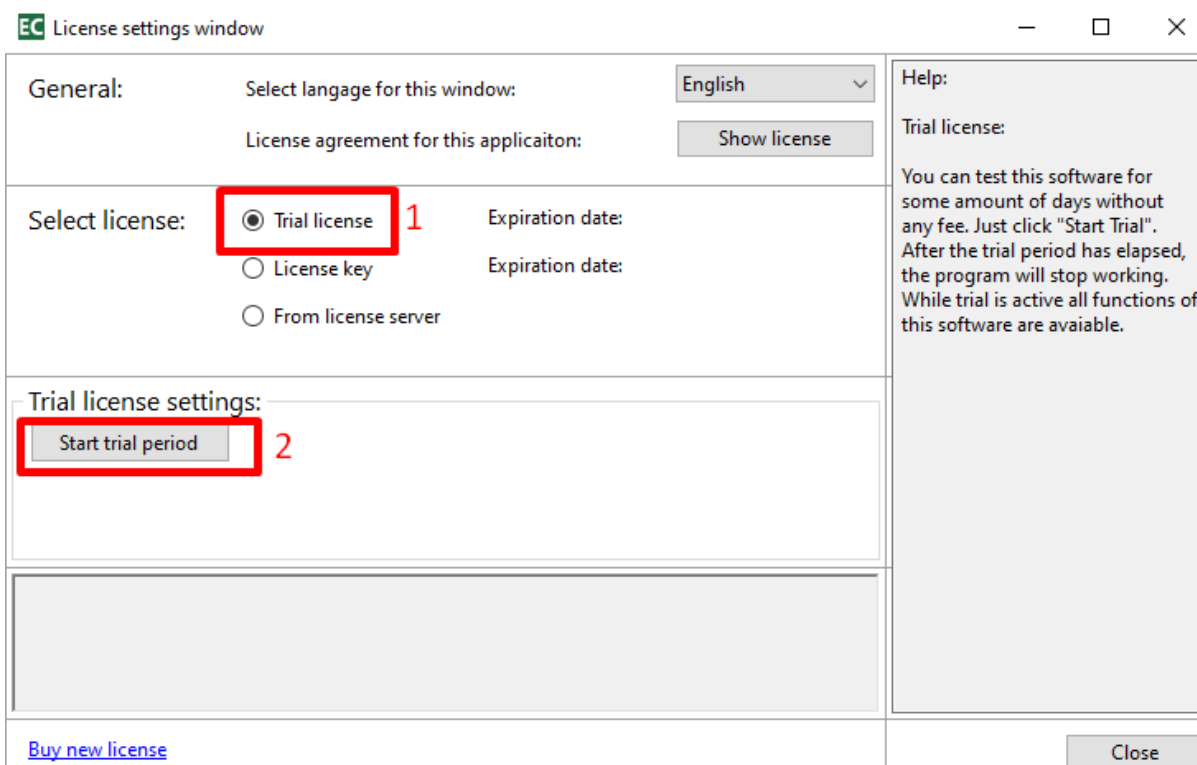 EC License settings window
General:
Select langage for this window:
English
License agreement for this applicaiton:
Show license
Select license:
Trial license
1
Expiration date:
License key
Expiration date:
From license server
Trial license settings:
Start trial period
2
Buy new license
Help:
Trial license:
You can test this software for
some amount of days without
any fee. Just click "Start Trial".
After the trial period has elapsed,
the program will stop working.
While trial is active all functions of
this software are avaiable.
Close